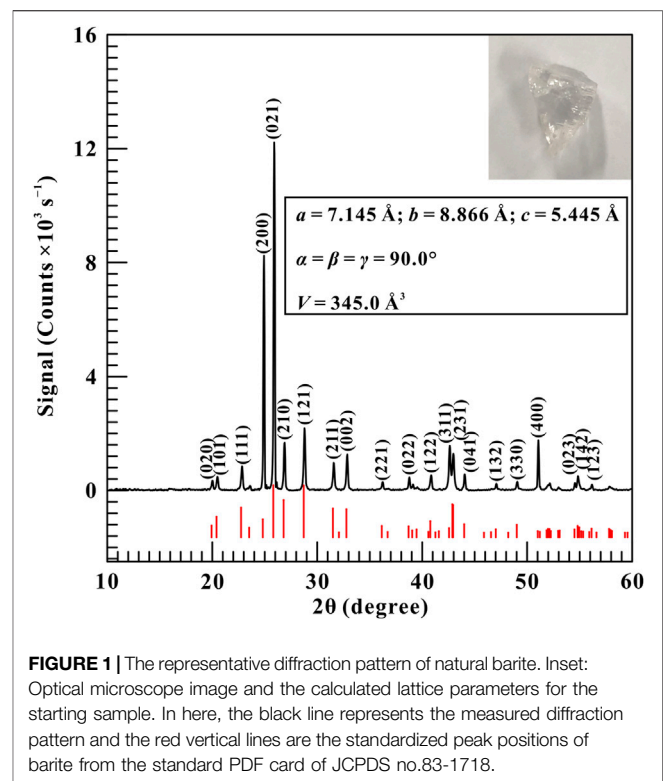 16
12
8
4
0
Signal (Counts ×10³ s⁻¹)
(020)
(101)
(111)
(200)
(021)
(210)
(121)
(211)
(002)
(221)
(022)
(122)
(311)
(231)
(041)
(132)
(330)
(400)
(023)
(142)
(123)
a = 7.145 Å; b = 8.866 Å; c = 5.445 Å
α = β = γ = 90.0°
V = 345.0 Å³
10 20 30 40 50 60
2θ (degree)
FIGURE 1 | The representative diffraction pattern of natural barite. Inset:
Optical microscope image and the calculated lattice parameters for the
starting sample. In here, the black line represents the measured diffraction
pattern and the red vertical lines are the standardized peak positions of
barite from the standard PDF card of JCPDS no.83-1718.